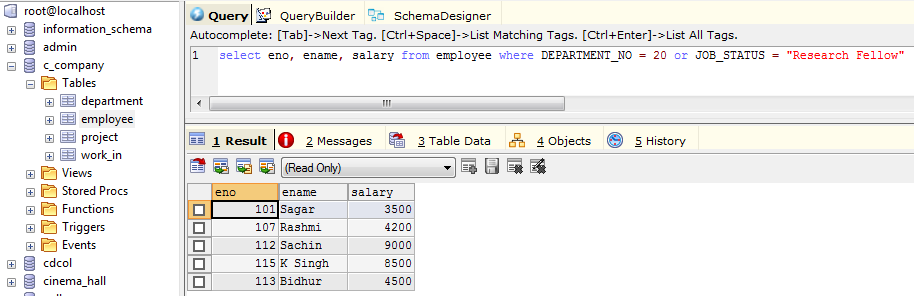 root@localhost
information_schema
admin
c_company
Tables
department
employee
project
work_in
Views
Stored Procs
Functions
Triggers
Events
cdcol
cinema_hall
Query QueryBuilder SchemaDesigner
Autocomplete: [Tab]->Next Tag. [Ctrl+Space]->List Matching Tags. [Ctrl+Enter]->List All Tags.
1 select eno, ename, salary from employee where DEPARTMENT_NO = 20 or JOB_STATUS = "Research Fellow"
1 Result 2 Messages 3 Table Data 4 Objects 5 History
(Read Only)
eno ename salary
101 Sagar 3500
107 Rashmi 4200
112 Sachin 9000
115 K Singh 8500
113 Bidhur 4500